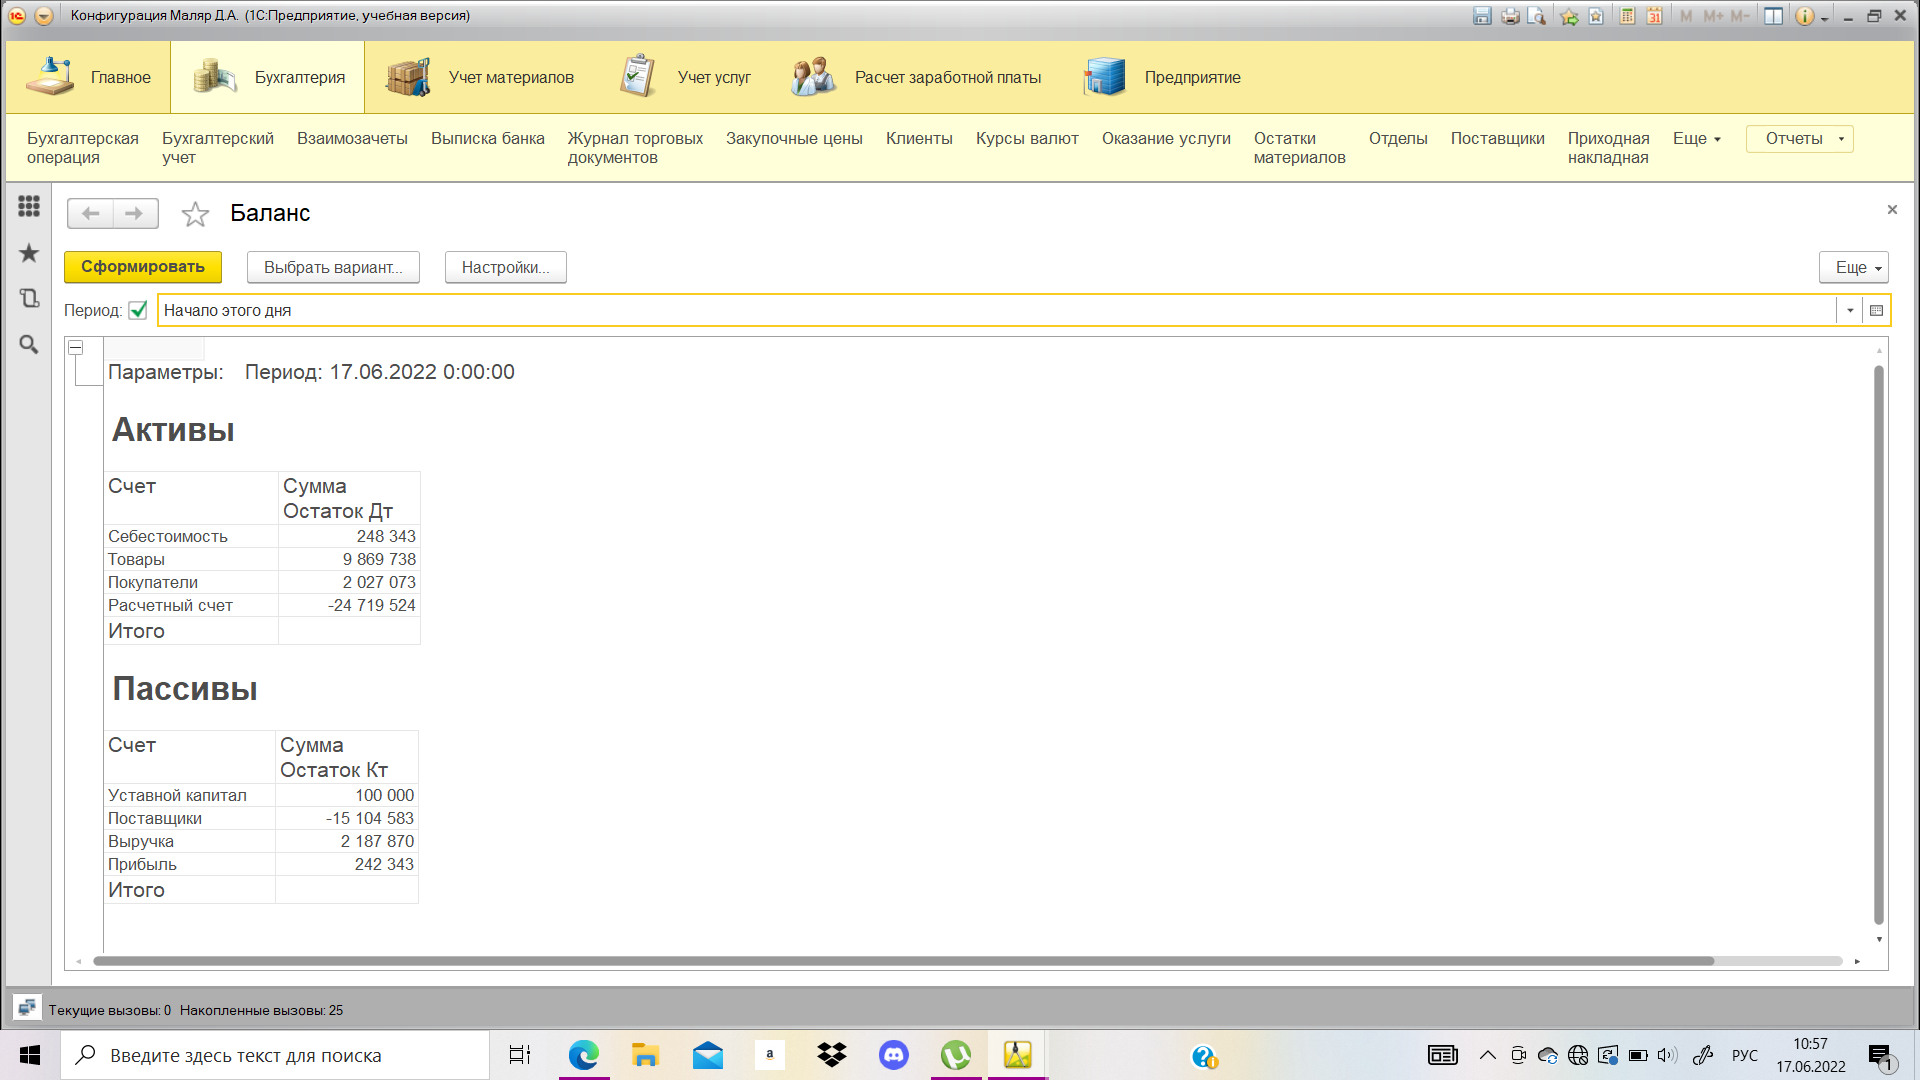 Конфигурация Маляр Д.А. (1С:Предприятие, учебная версия)
M M+ M-
Главное
Бухгалтерия
Учет материалов
Учет услуг
Расчет заработной платы
Предприятие
Бухгалтерская операция
Бухгалтерский учет
Взаимозачеты
Выписка банка
Журнал торговых документов
Закупочные цены
Клиенты
Курсы валют
Оказание услуги
Остатки материалов
Отделы
Поставщики
Приходная накладная
Еще
Отчеты
Баланс
Сформировать
Выбрать вариант...
Настройки...
Еще
Период: Начало этого дня
Параметры: Период: 17.06.2022 0:00:00
Активы
Счет Сумма Остаток Дт
Себестоимость 248 343
Товары 9 869 738
Покупатели 2 027 073
Расчетный счет -24 719 524
Итого
Пассивы
Счет Сумма Остаток Кт
Уставной капитал 100 000
Поставщики -15 104 583
Выручка 2 187 870
Прибыль 242 343
Итого
Текущие вызовы: 0 Накопленные вызовы: 25
Введите здесь текст для поиска
a
РУС
10:57
17.06.2022
1